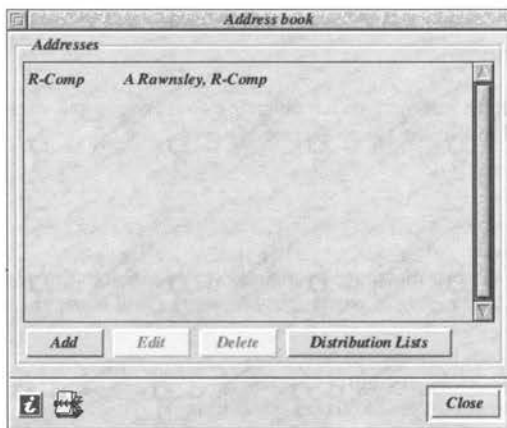 Address book
Addresses
R-Comp A Rawnsley, R-Comp
Add Edit Delete Distribution Lists
i
Close